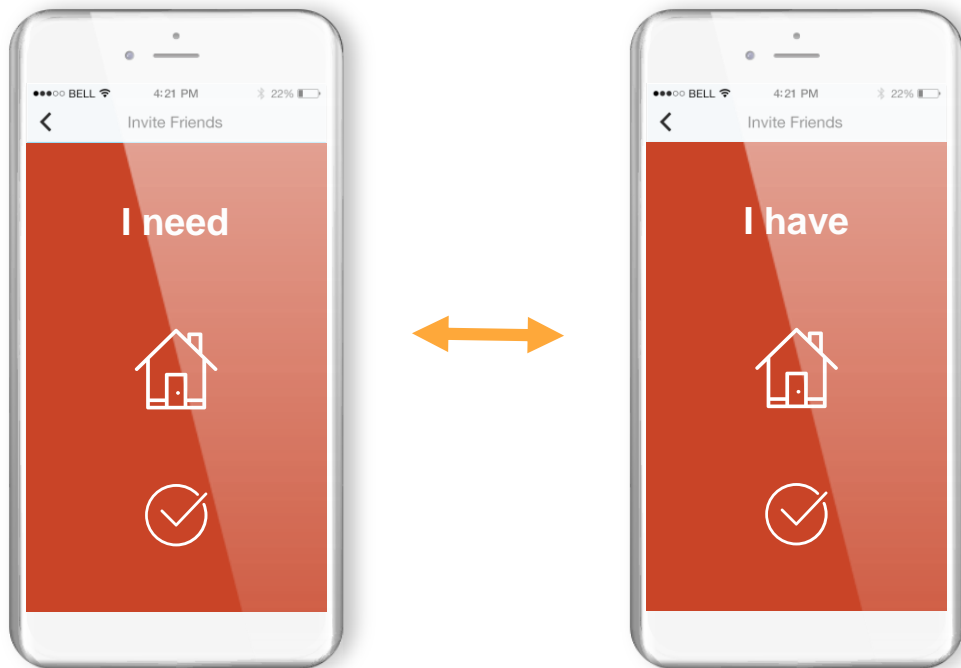 BELL 4:21 PM 22%
Invite Friends
I need
BELL 4:21 PM 22%
Invite Friends
I have